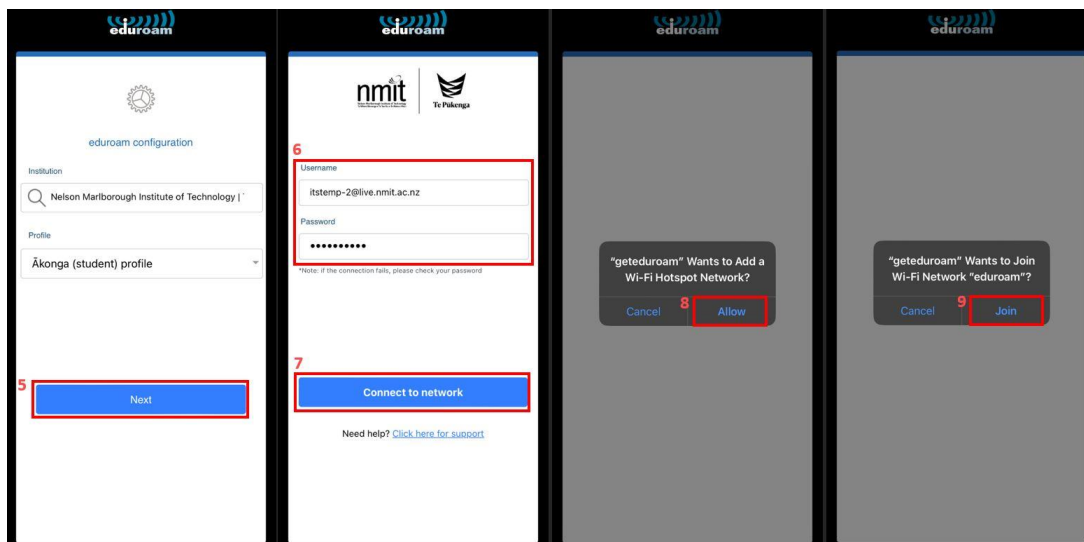 eduroam
eduroam configuration
Institution
Nelson Marlborough Institute of Technology |
Profile
Ākonga (student) profile
5
Next
eduroam
nmit
Te Pūkenga
6
Username
itstemp-2@live.nmit.ac.nz
Password
••••••••••
*Note: if the connection fails, please check your password
7
Connect to network
Need help? Click here for support
eduroam
“geteduroam” Wants to Add a
Wi-Fi Hotspot Network?
Cancel
8
Allow
eduroam
“geteduroam” Wants to Join
Wi-Fi Network “eduroam”?
Cancel
9
Join